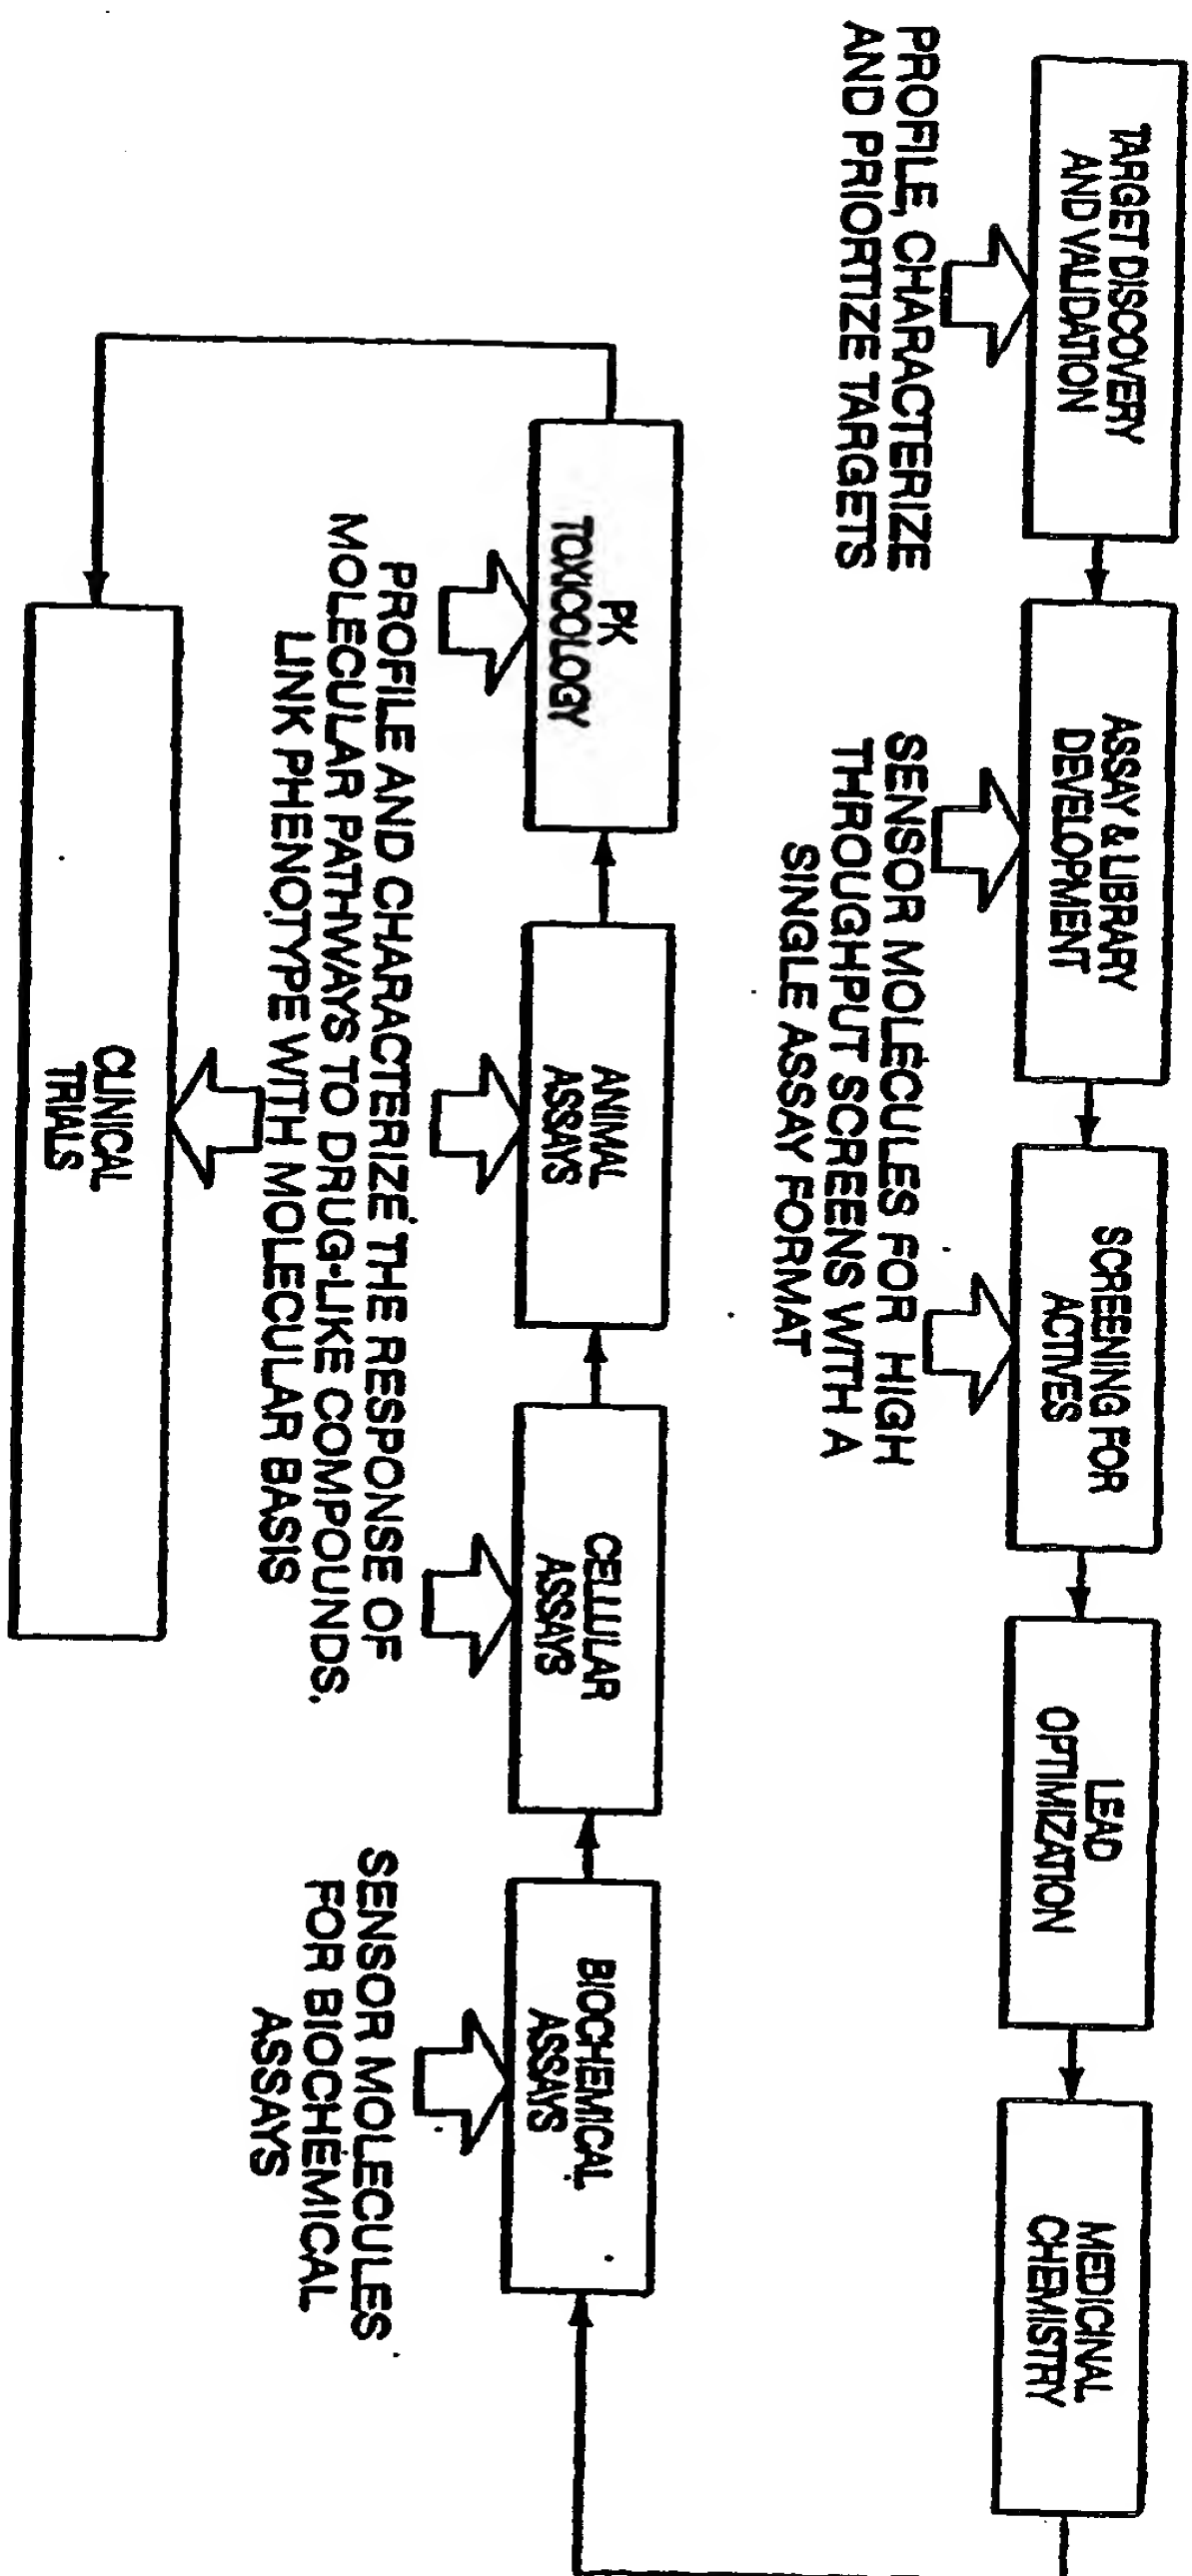 TARGET DISCOVERY
AND VALIDATION
ASSAY & LIBRARY
DEVELOPMENT
SCREENING FOR
ACTIVES
LEAD
OPTIMIZATION
MEDICINAL
CHEMISTRY
PROFILE, CHARACTERIZE
AND PRIORTIZE TARGETS
SENSOR MOLECULES FOR HIGH
THROUGHPUT SCREENS WITH A
SINGLE ASSAY FORMAT
PK
TOXICOLOGY
ANIMAL
ASSAYS
CELLULAR
ASSAYS
BIOCHEMICAL
ASSAYS
PROFILE AND CHARACTERIZE THE RESPONSE OF
MOLECULAR PATHWAYS TO DRUG-LIKE COMPOUNDS.
LINK PHENOTYPE WITH MOLECULAR BASIS
SENSOR MOLECULES
FOR BIOCHEMICAL
ASSAYS
CLINICAL
TRIALS